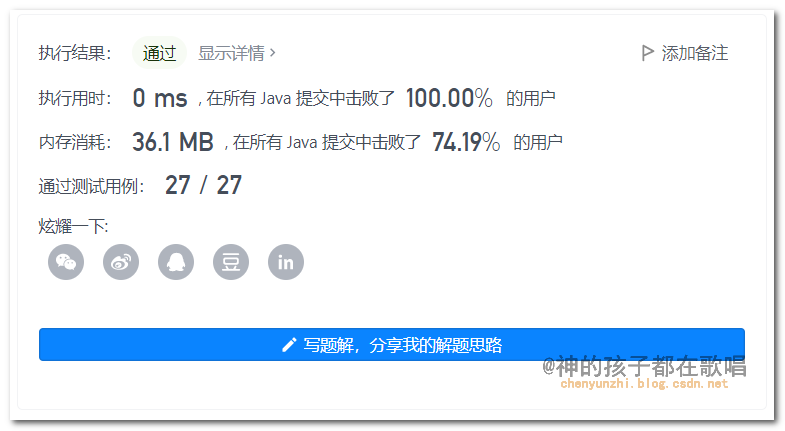 执行结果： 通过 显示详情 › 添加备注
执行用时： 0 ms , 在所有 Java 提交中击败了 100.00% 的用户
内存消耗： 36.1 MB , 在所有 Java 提交中击败了 74.19% 的用户
通过测试用例： 27 / 27
炫耀一下:
豆 in
写题解，分享我的解题思路
@神的孩子都在歌唱
chenyunzhi.blog.csdn.net